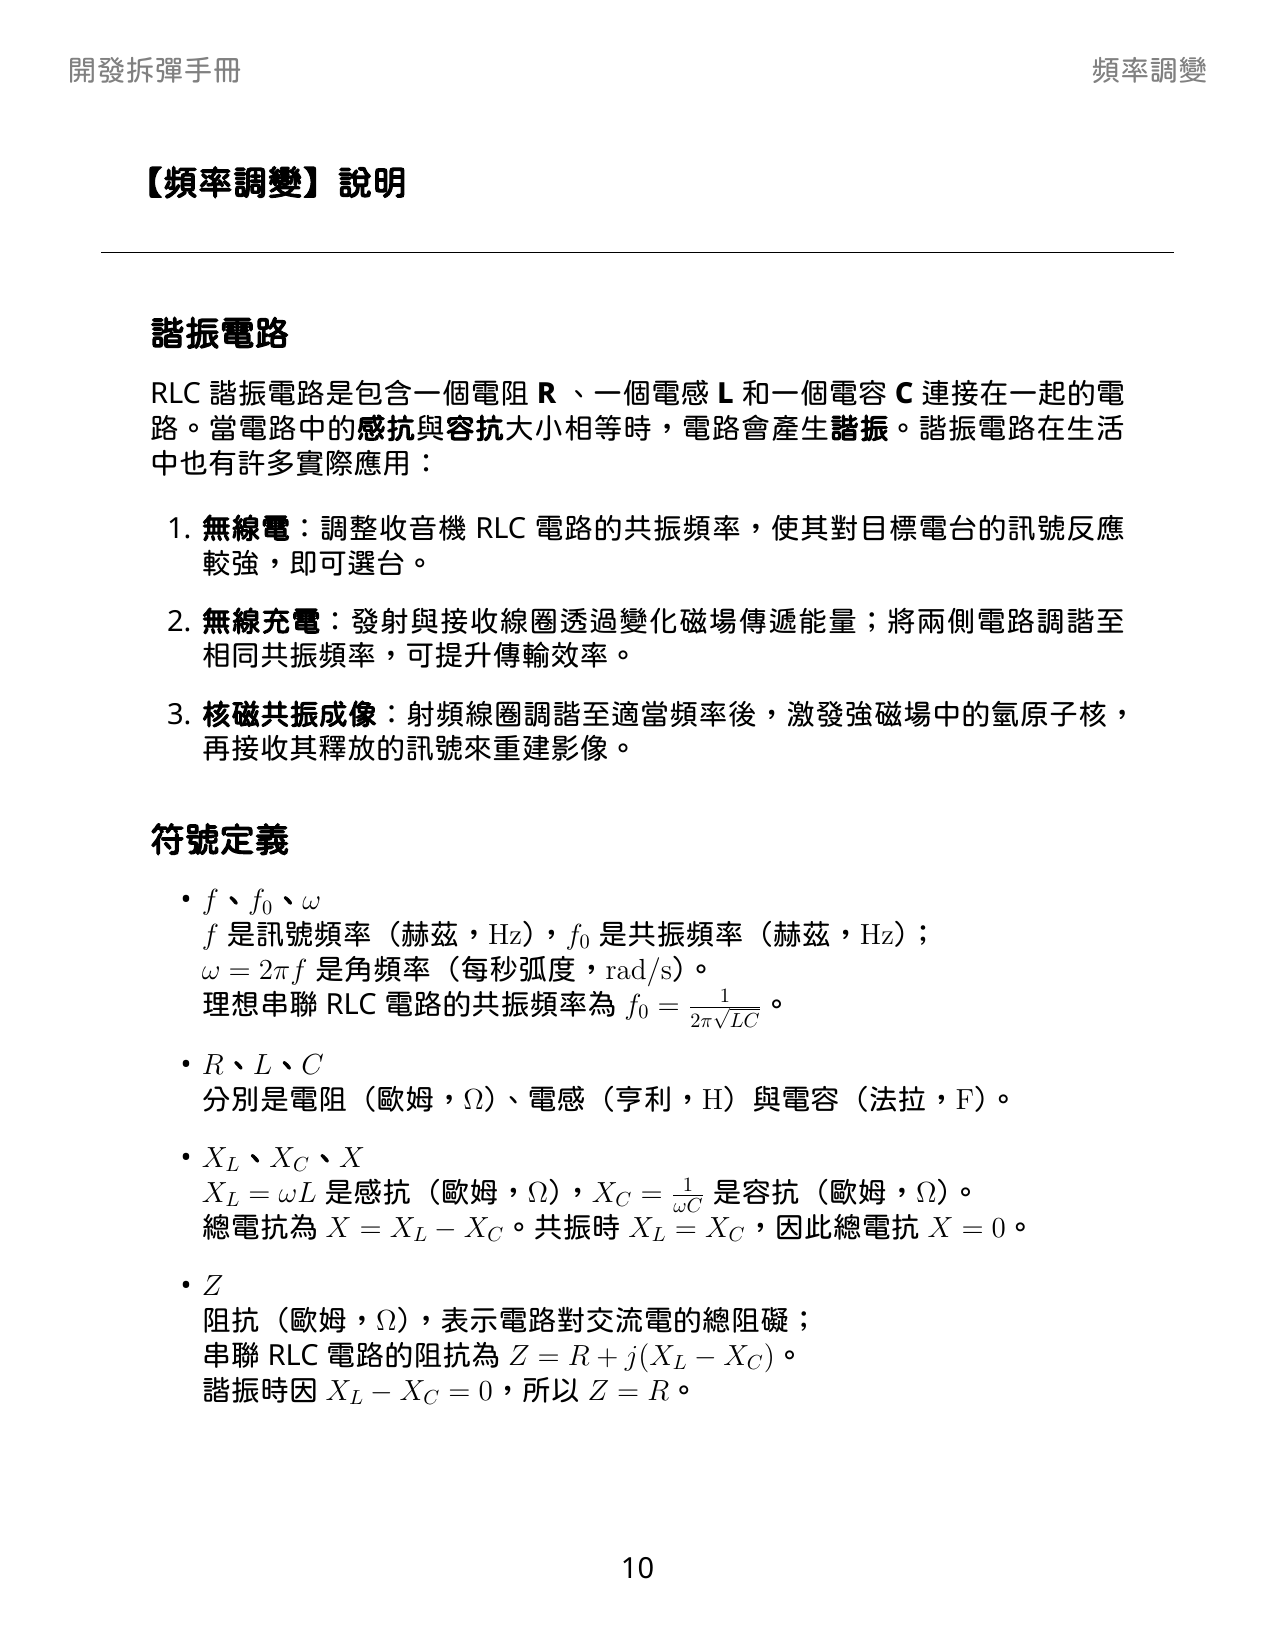 開發拆彈手冊
頻率調變
【頻率調變】說明
諧振電路
RLC 諧振電路是包含一個電阻 R 、一個電感 L 和一個電容 C 連接在一起的電
路。當電路中的感抗與容抗大小相等時，電路會產生諧振。諧振電路在生活
中也有許多實際應用：
1. 無線電：調整收音機 RLC 電路的共振頻率，使其對目標電台的訊號反應
較強，即可選台。
2. 無線充電：發射與接收線圈透過變化磁場傳遞能量；將兩側電路調諧至
相同共振頻率，可提升傳輸效率。
3. 核磁共振成像：射頻線圈調諧至適當頻率後，激發強磁場中的氫原子核，
再接收其釋放的訊號來重建影像。
符號定義
• f、f₀、ω
f 是訊號頻率（赫茲，Hz），f₀ 是共振頻率（赫茲，Hz）；
ω = 2πf 是角頻率（每秒弧度，rad/s）。
理想串聯 RLC 電路的共振頻率為 f₀ = 1/(2π√LC)。
• R、L、C
分別是電阻（歐姆，Ω）、電感（亨利，H）與電容（法拉，F）。
• X_L、X_C、X
X_L = ωL 是感抗（歐姆，Ω），X_C = 1/(ωC) 是容抗（歐姆，Ω）。
總電抗為 X = X_L − X_C。共振時 X_L = X_C，因此總電抗 X = 0。
• Z
阻抗（歐姆，Ω），表示電路對交流電的總阻礙；
串聯 RLC 電路的阻抗為 Z = R + j(X_L − X_C)。
諧振時因 X_L − X_C = 0，所以 Z = R。
10